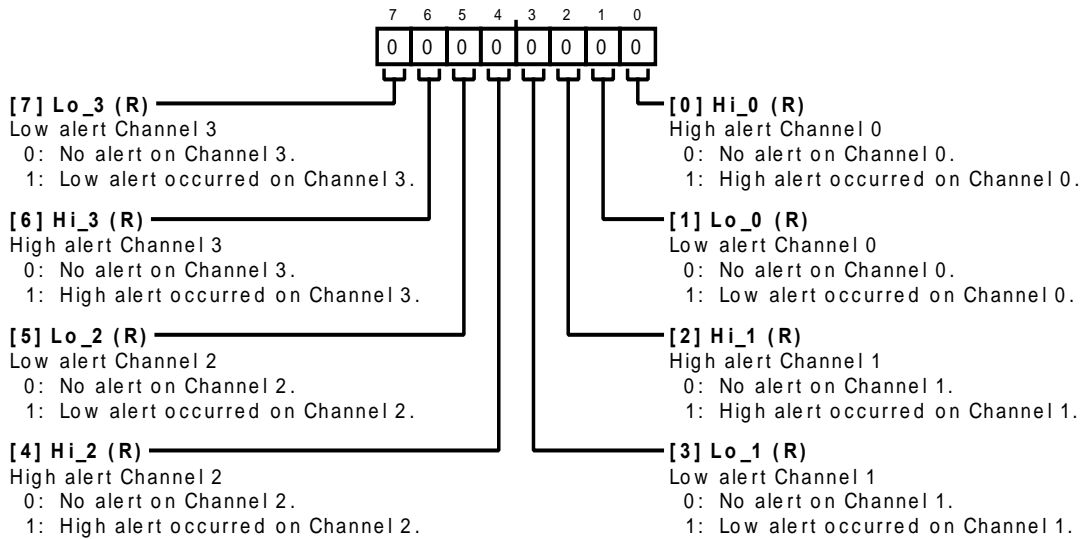 7 6 5 4 3 2 1 0
0 0 0 0 0 0 0 0
[7] Lo_3 (R)
Low alert Channel 3
0: No alert on Channel 3.
1: Low alert occurred on Channel 3.
[6] Hi_3 (R)
High alert Channel 3
0: No alert on Channel 3.
1: High alert occurred on Channel 3.
[5] Lo_2 (R)
Low alert Channel 2
0: No alert on Channel 2.
1: Low alert occurred on Channel 2.
[4] Hi_2 (R)
High alert Channel 2
0: No alert on Channel 2.
1: High alert occurred on Channel 2.
[0] Hi_0 (R)
High alert Channel 0
0: No alert on Channel 0.
1: High alert occurred on Channel 0.
[1] Lo_0 (R)
Low alert Channel 0
0: No alert on Channel 0.
1: Low alert occurred on Channel 0.
[2] Hi_1 (R)
High alert Channel 1
0: No alert on Channel 1.
1: High alert occurred on Channel 1.
[3] Lo_1 (R)
Low alert Channel 1
0: No alert on Channel 1.
1: Low alert occurred on Channel 1.